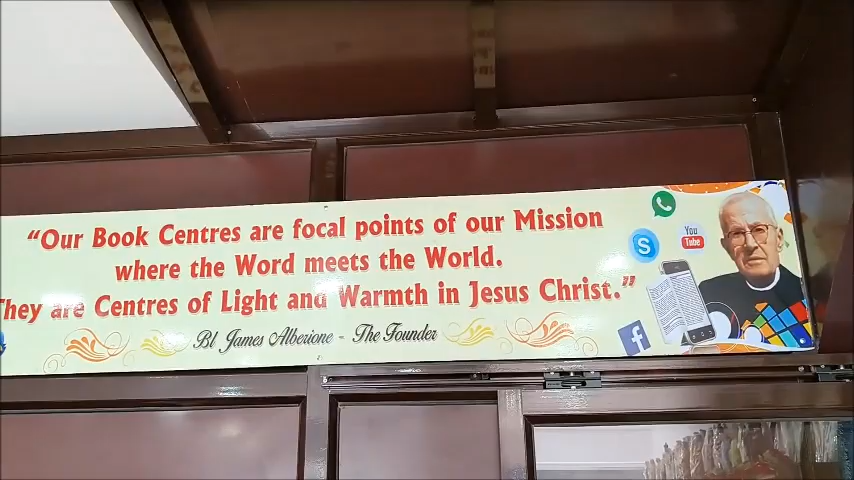 “Our Book Centres are focal points of our Mission
where the Word meets the World.
They are Centres of Light and Warmth in Jesus Christ.”
Bl James Alberione - The Founder
You
Tube